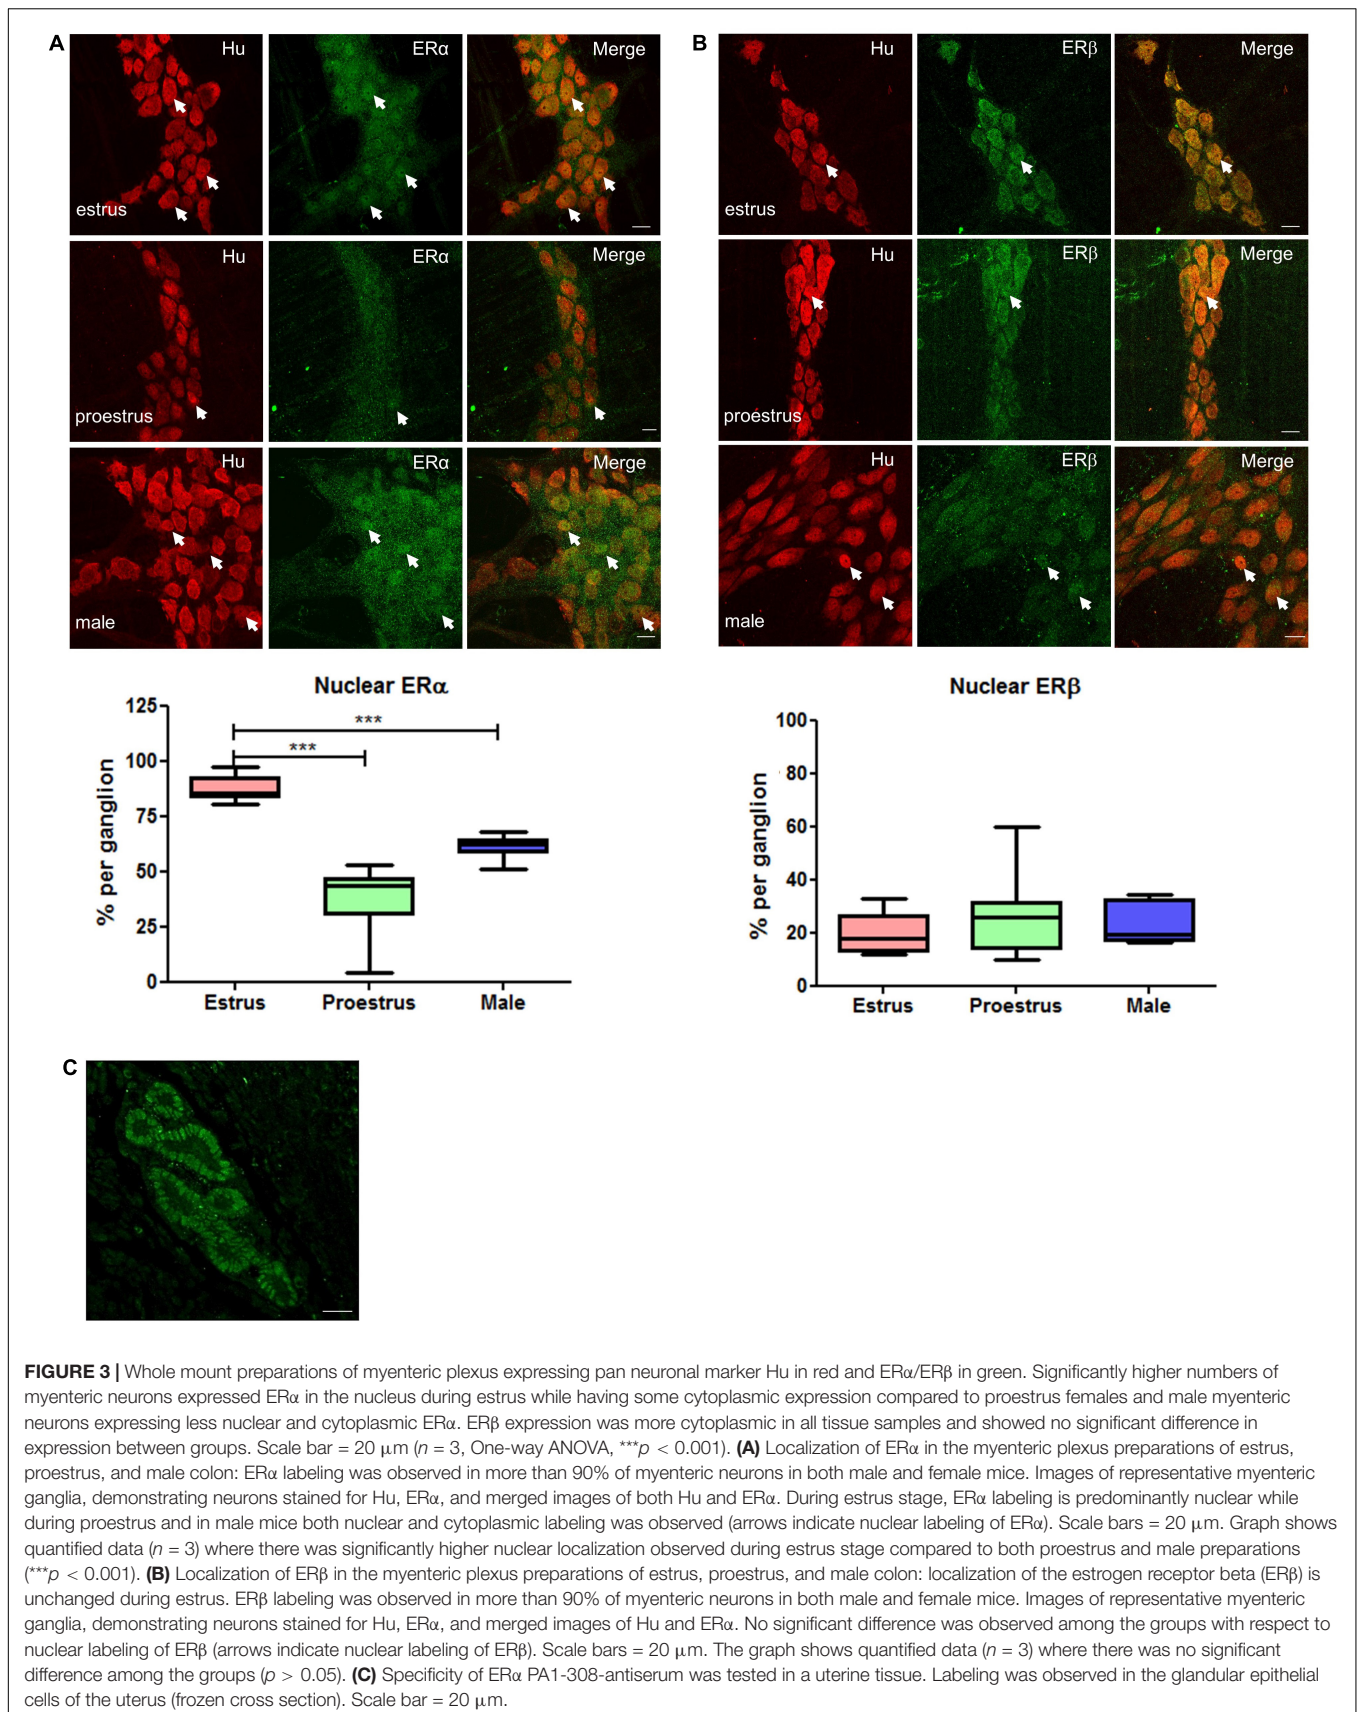 A
Hu
ERα
Merge
estrus
Hu
ERα
Merge
proestrus
Hu
ERα
Merge
male
B
Hu
ERβ
Merge
estrus
Hu
ERβ
Merge
proestrus
Hu
ERβ
Merge
male
Nuclear ERα
125
100
75
50
25
0
% per ganglion
***
***
Estrus
Proestrus
Male
Nuclear ERβ
100
80
60
40
20
0
% per ganglion
Estrus
Proestrus
Male
C
FIGURE 3 | Whole mount preparations of myenteric plexus expressing pan neuronal marker Hu in red and ERα/ERβ in green. Significantly higher numbers of
myenteric neurons expressed ERα in the nucleus during estrus while having some cytoplasmic expression compared to proestrus females and male myenteric
neurons expressing less nuclear and cytoplasmic ERα. ERβ expression was more cytoplasmic in all tissue samples and showed no significant difference in
expression between groups. Scale bar = 20 μm (n = 3, One-way ANOVA, ***p < 0.001). (A) Localization of ERα in the myenteric plexus preparations of estrus,
proestrus, and male colon: ERα labeling was observed in more than 90% of myenteric neurons in both male and female mice. Images of representative myenteric
ganglia, demonstrating neurons stained for Hu, ERα, and merged images of both Hu and ERα. During estrus stage, ERα labeling is predominantly nuclear while
during proestrus and in male mice both nuclear and cytoplasmic labeling was observed (arrows indicate nuclear labeling of ERα). Scale bars = 20 μm. Graph shows
quantified data (n = 3) where there was significantly higher nuclear localization observed during estrus stage compared to both proestrus and male preparations
(***p < 0.001). (B) Localization of ERβ in the myenteric plexus preparations of estrus, proestrus, and male colon: localization of the estrogen receptor beta (ERβ) is
unchanged during estrus. ERβ labeling was observed in more than 90% of myenteric neurons in both male and female mice. Images of representative myenteric
ganglia, demonstrating neurons stained for Hu, ERα, and merged images of Hu and ERα. No significant difference was observed among the groups with respect to
nuclear labeling of ERβ (arrows indicate nuclear labeling of ERβ). Scale bars = 20 μm. The graph shows quantified data (n = 3) where there was no significant
difference among the groups (p > 0.05). (C) Specificity of ERα PA1-308-antiserum was tested in a uterine tissue. Labeling was observed in the glandular epithelial
cells of the uterus (frozen cross section). Scale bar = 20 μm.